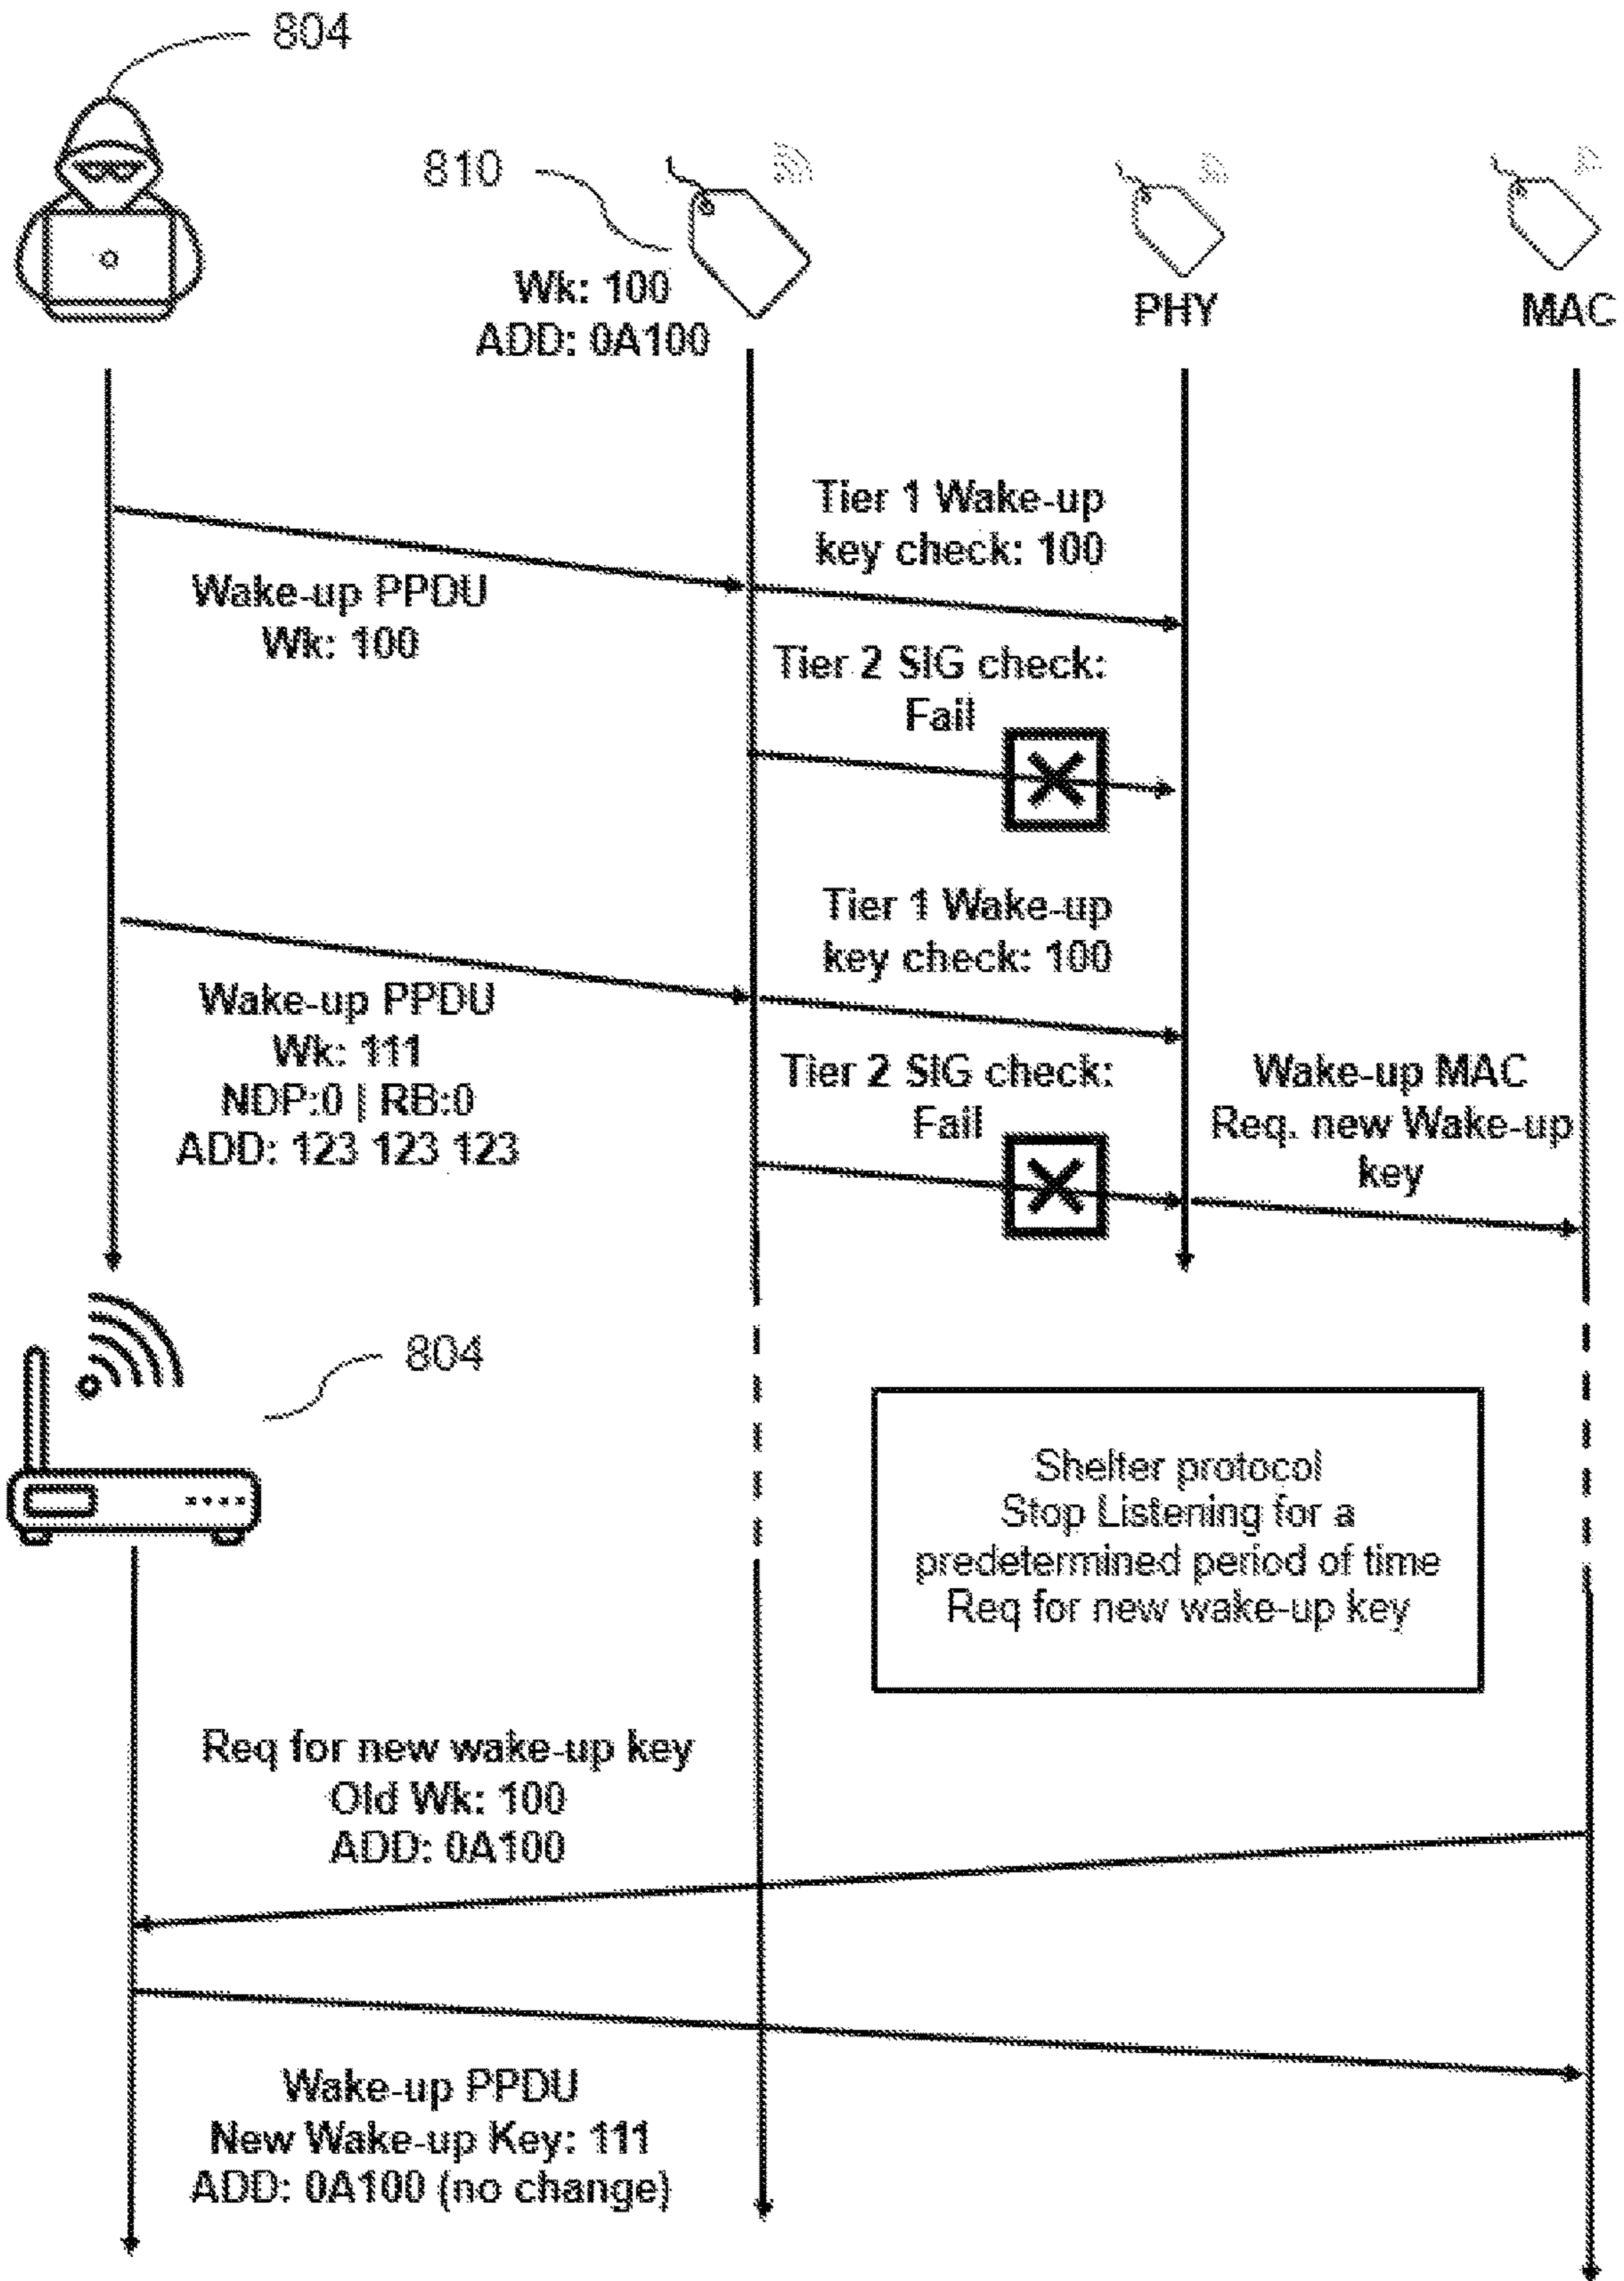 804
810
Wk: 100
ADD: 0A100
PHY
MAC
Tier 1 Wake-up
key check: 100
Wake-up PPDU
Wk: 100
Tier 2 SIG check:
Fail
Tier 1 Wake-up
key check: 100
Wake-up PPDU
Wk: 111
NDP:0 | RB:0
ADD: 123 123 123
Tier 2 SIG check:
Fail
Wake-up MAC
Req. new Wake-up
key
804
Shelter protocol
Stop Listening for a
predetermined period of time
Req for new wake-up key
Req for new wake-up key
Old Wk: 100
ADD: 0A100
Wake-up PPDU
New Wake-up Key: 111
ADD: 0A100 (no change)